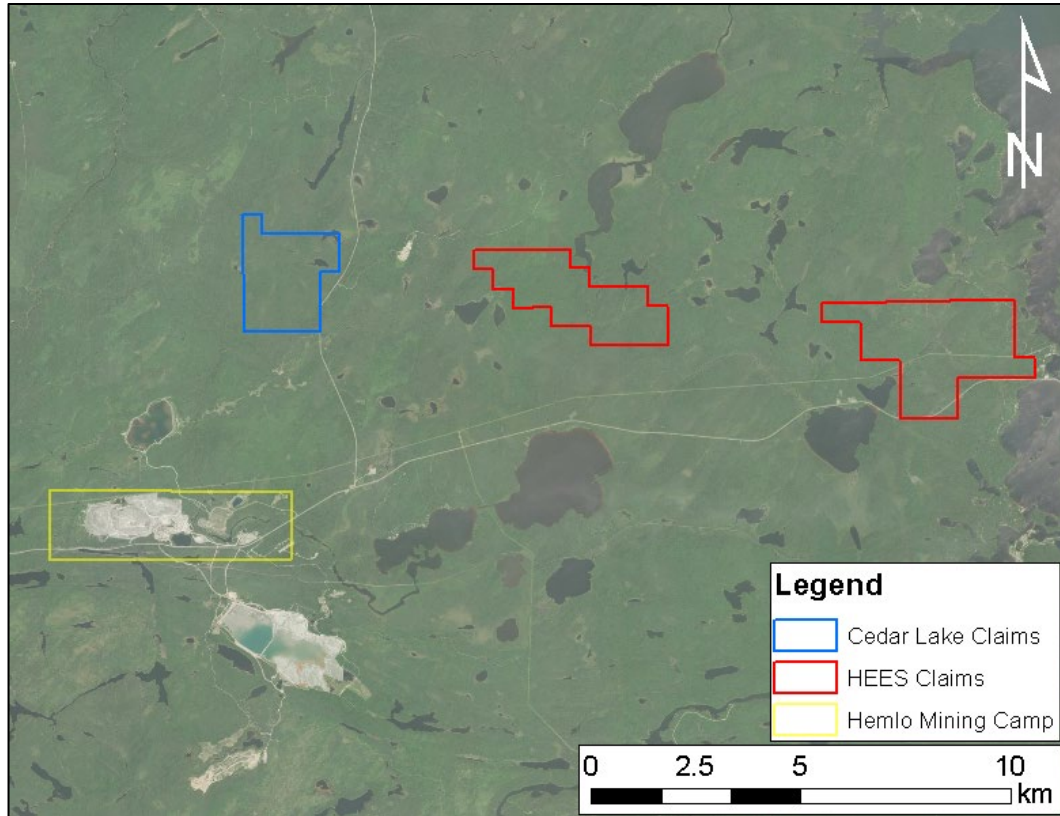 N
Legend
Cedar Lake Claims
HEES Claims
Hemlo Mining Camp
0 2.5 5 10
km